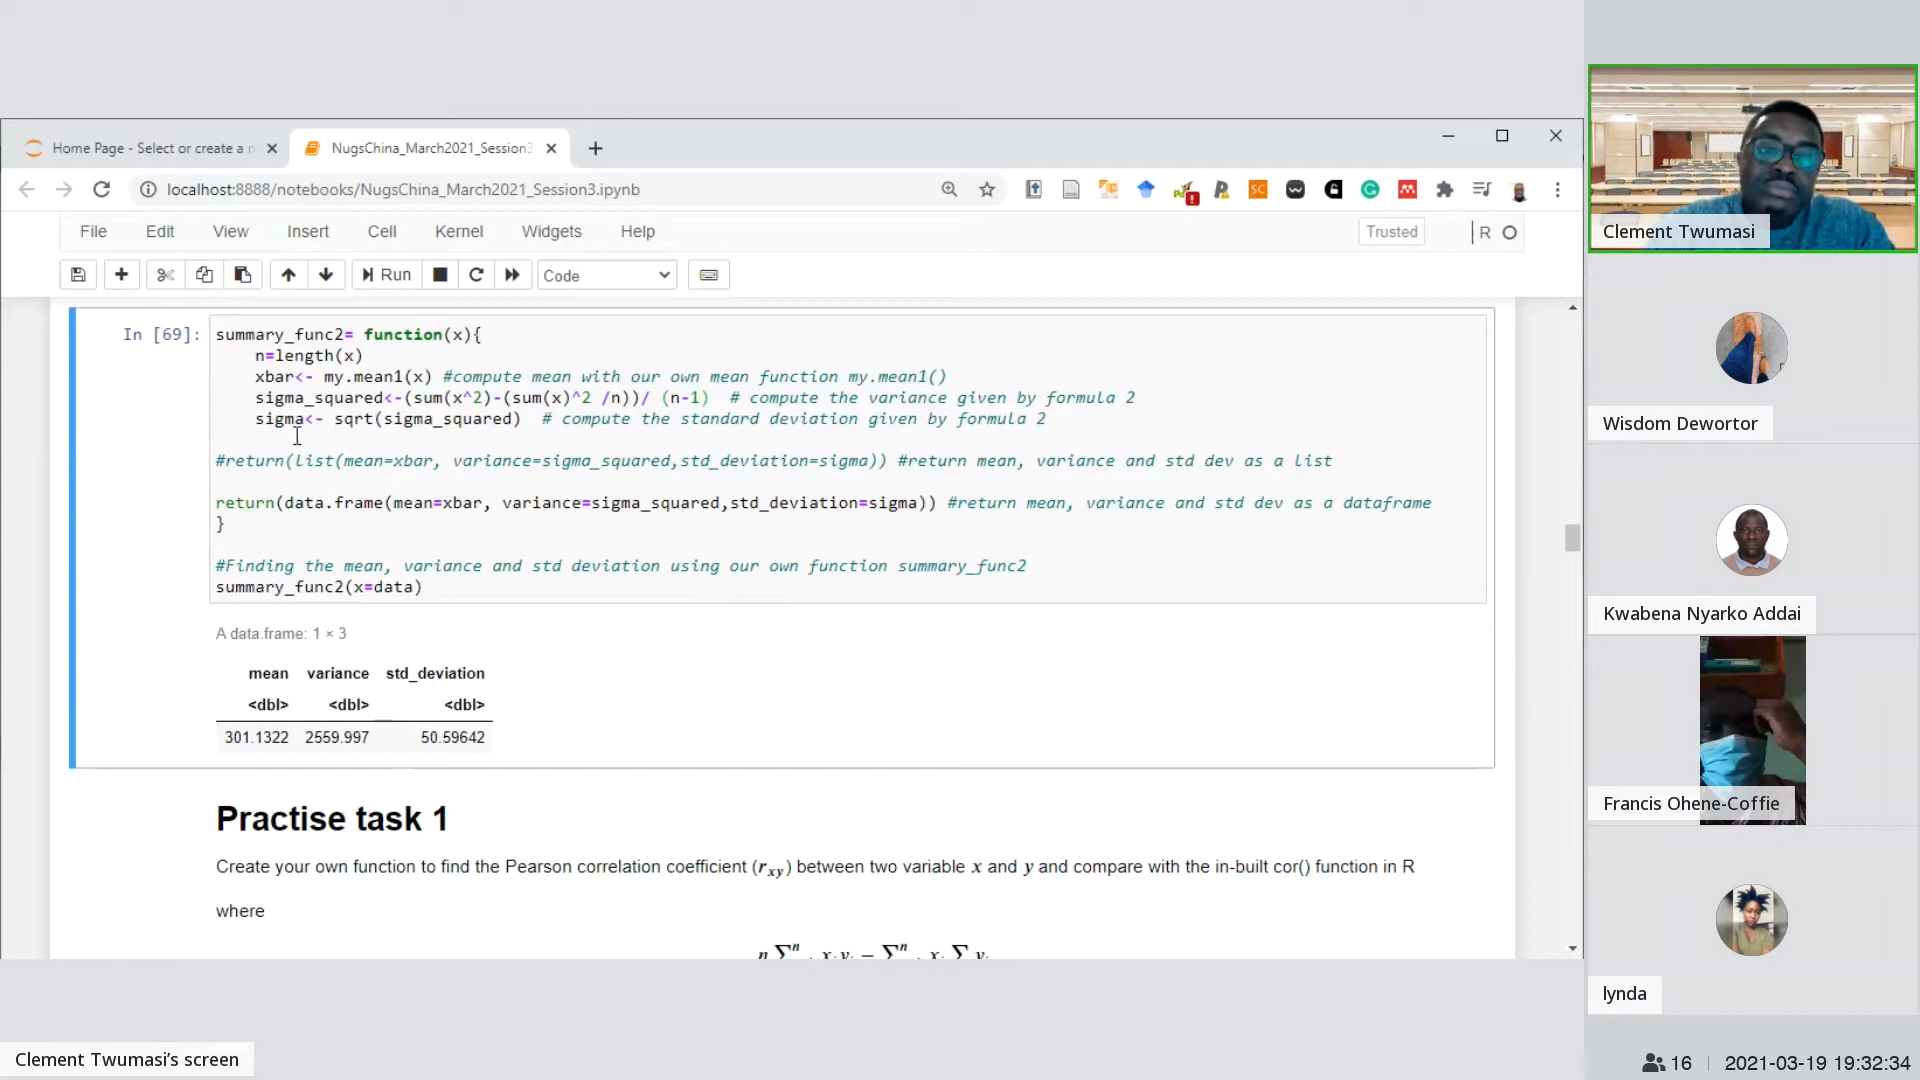 Home Page - Select or create a n
NugsChina_March2021_Session3
localhost:8888/notebooks/NugsChina_March2021_Session3.ipynb
SC
File Edit View Insert Cell Kernel Widgets Help
Trusted
R
Run
Code
In [69]:
summary_func2= function(x){
n=length(x)
xbar<- my.mean1(x) #compute mean with our own mean function my.mean1()
sigma_squared<-(sum(x^2)-(sum(x)^2 /n))/ (n-1)  # compute the variance given by formula 2
sigma<- sqrt(sigma_squared)  # compute the standard deviation given by formula 2
#return(list(mean=xbar, variance=sigma_squared,std_deviation=sigma)) #return mean, variance and std dev as a list
return(data.frame(mean=xbar, variance=sigma_squared,std_deviation=sigma)) #return mean, variance and std dev as a dataframe
}
#Finding the mean, variance and std deviation using our own function summary_func2
summary_func2(x=data)
A data.frame: 1 × 3
mean variance std_deviation
<dbl> <dbl> <dbl>
301.1322 2559.997 50.59642
Practise task 1
Create your own function to find the Pearson correlation coefficient (rxy) between two variable x and y and compare with the in-built cor() function in R
where
Clement Twumasi
Wisdom Dewortor
Kwabena Nyarko Addai
Francis Ohene-Coffie
lynda
Clement Twumasi's screen
16
2021-03-19 19:32:34